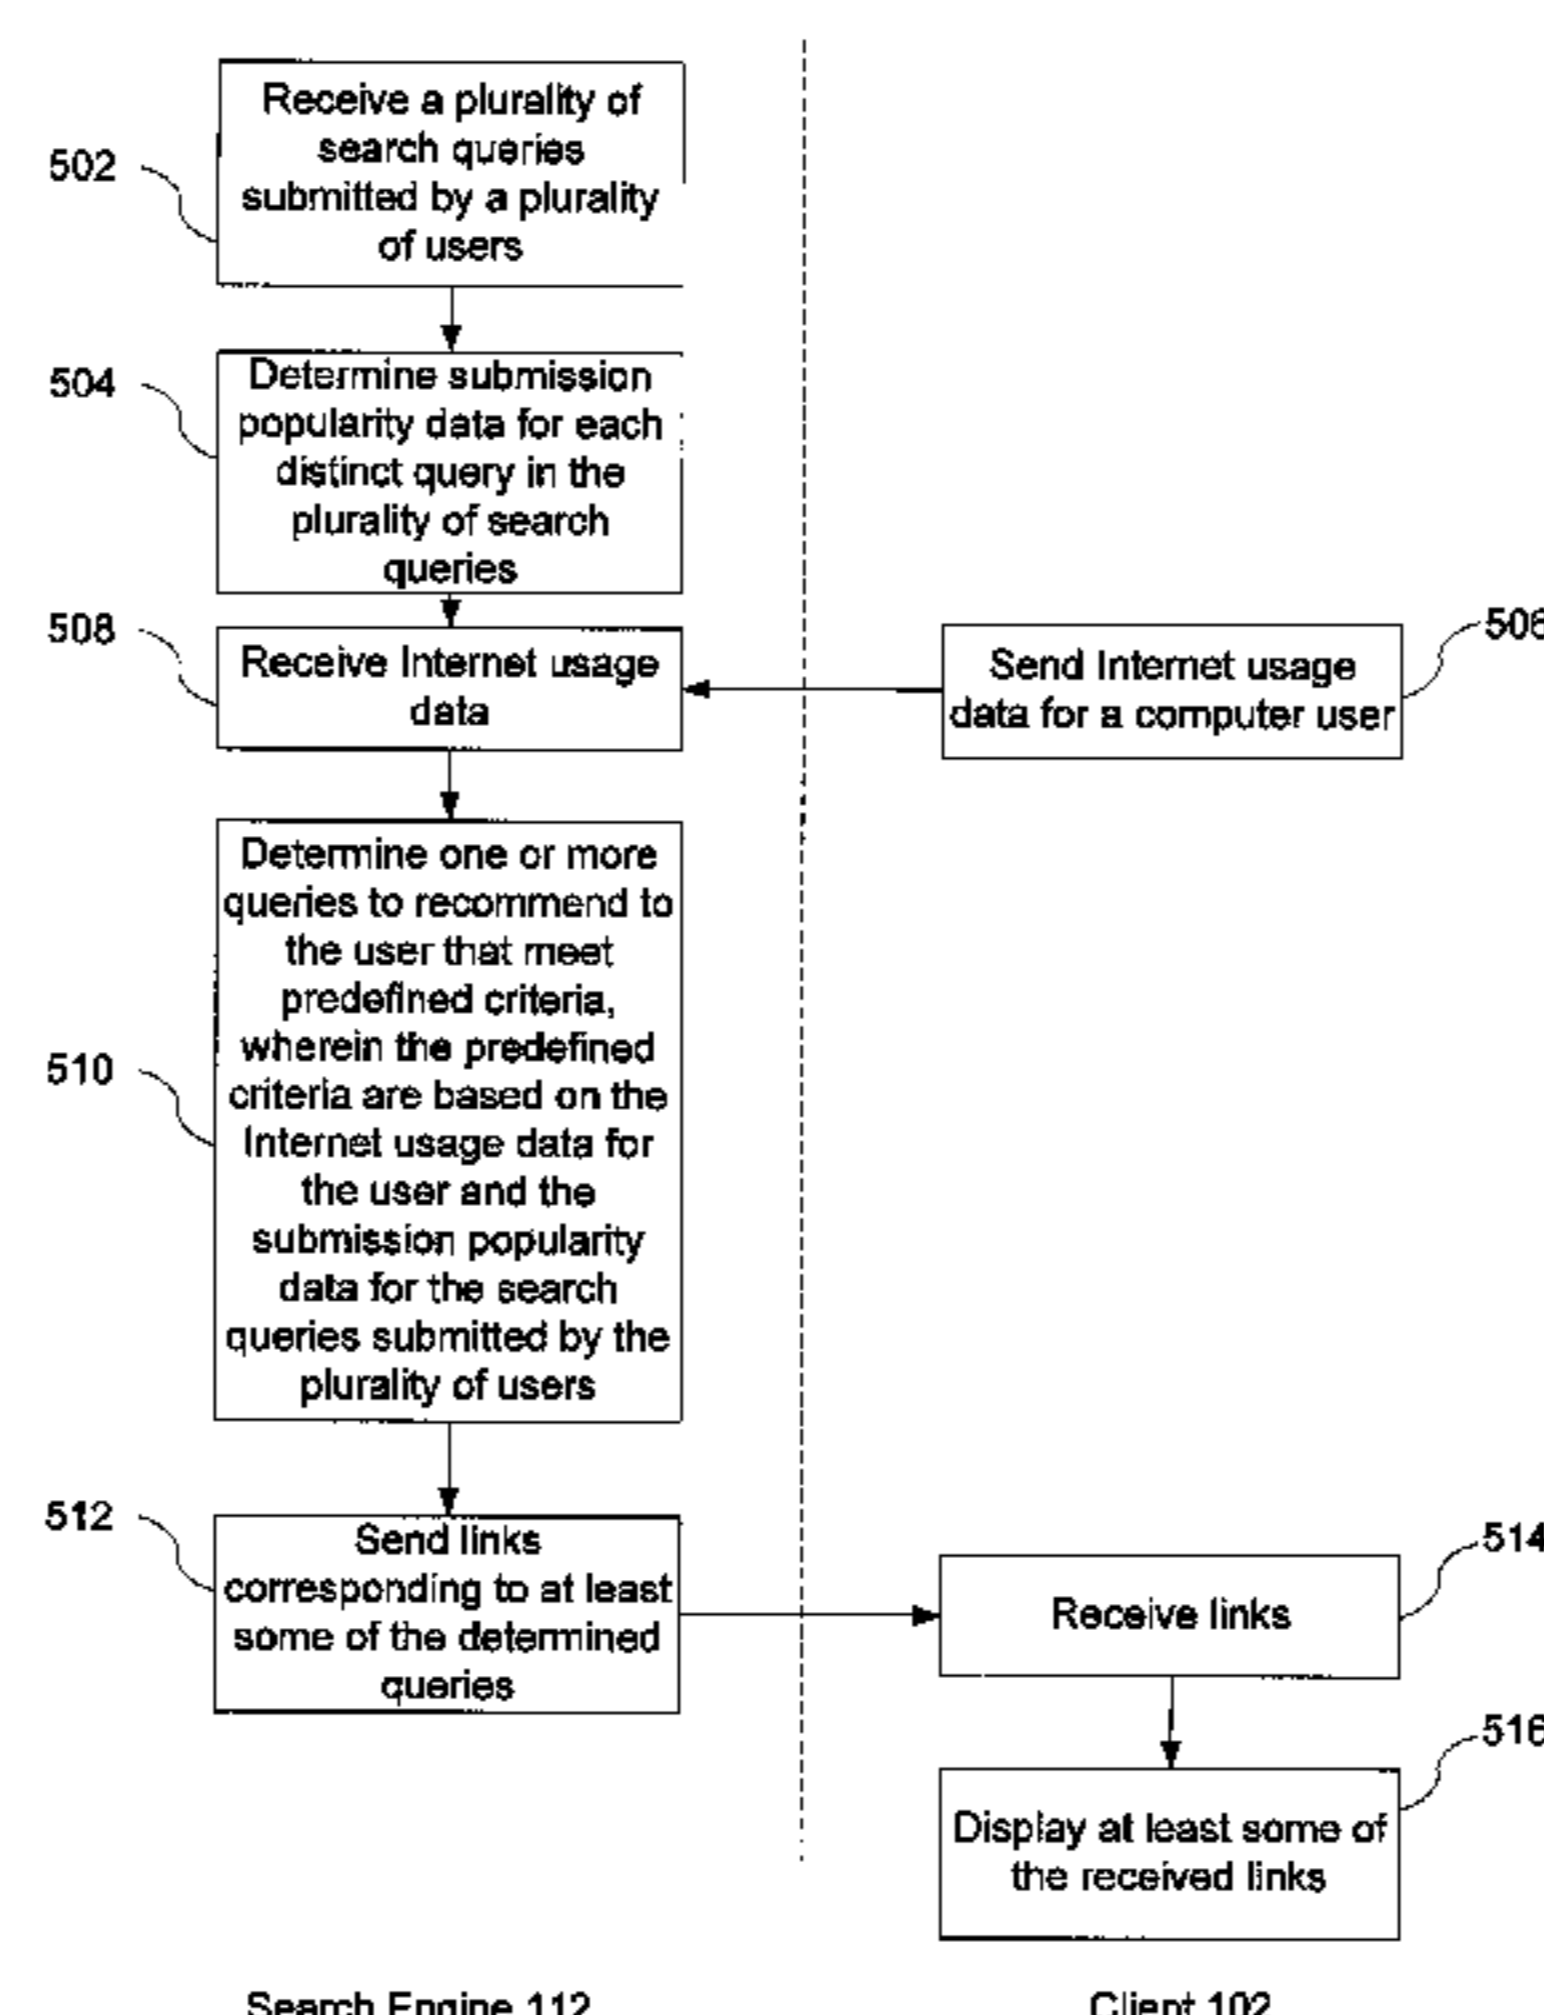 502
Receive a plurality of
search queries
submitted by a plurality
of users
504
Determine submission
popularity data for each
distinct query in the
plurality of search
queries
508
Receive Internet usage
data
506
Send Internet usage
data for a computer user
510
Determine one or more
queries to recommend to
the user that meet
predefined criteria,
wherein the predefined
criteria are based on the
Internet usage data for
the user and the
submission popularity
data for the search
queries submitted by the
plurality of users
512
Send links
corresponding to at least
some of the determined
queries
514
Receive links
516
Display at least some of
the received links
Search Engine 112
Client 102